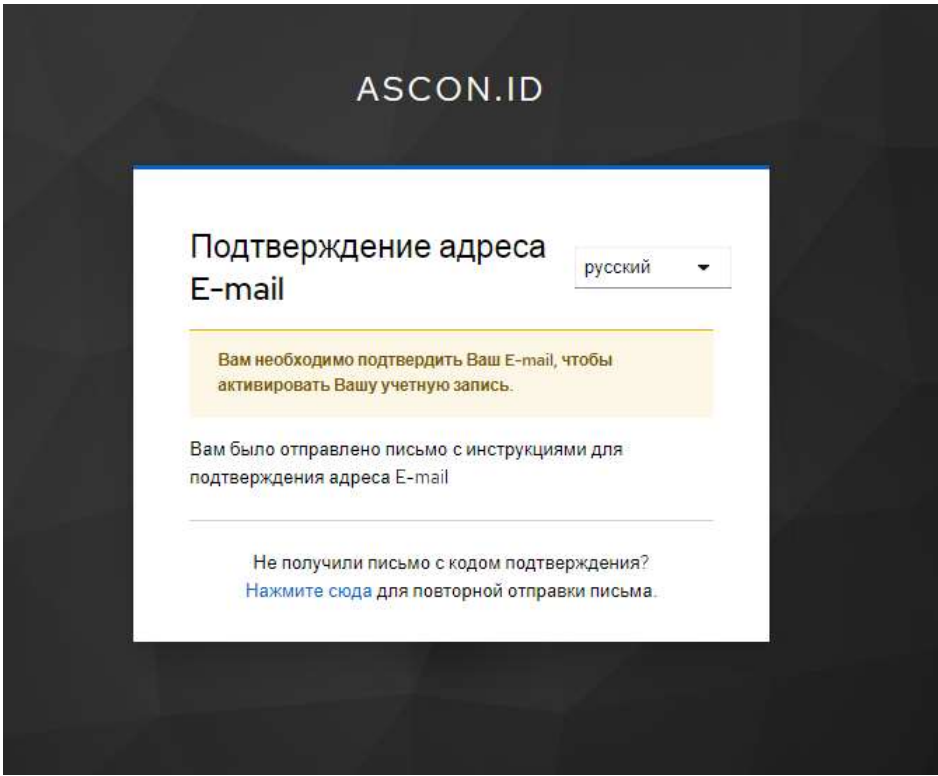 ASCON.ID
Подтверждение адреса
E-mail
русский
Вам необходимо подтвердить Ваш E-mail, чтобы
активировать Вашу учетную запись.
Вам было отправлено письмо с инструкциями для
подтверждения адреса E-mail
Не получили письмо с кодом подтверждения?
Нажмите сюда для повторной отправки письма.